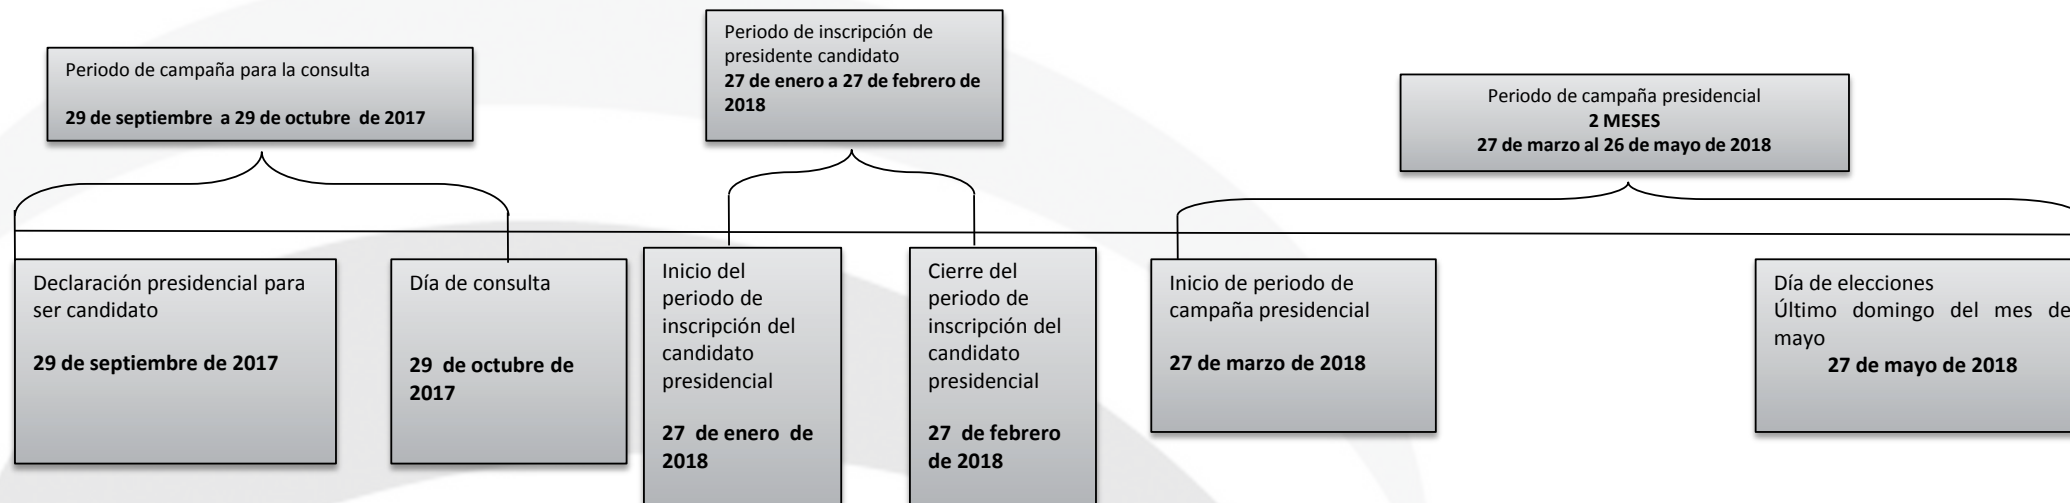 Periodo de campaña para la consulta
29 de septiembre a 29 de octubre de 2017
Periodo de inscripción de
presidente candidato
27 de enero a 27 de febrero de
2018
Periodo de campaña presidencial
2 MESES
27 de marzo al 26 de mayo de 2018
Declaración presidencial para
ser candidato
29 de septiembre de 2017
Día de consulta
29 de octubre de
2017
Inicio del
periodo de
inscripción del
candidato
presidencial
27 de enero de
2018
Cierre del
periodo de
inscripción del
candidato
presidencial
27 de febrero
de 2018
Inicio de periodo de
campaña presidencial
27 de marzo de 2018
Día de elecciones
Último domingo del mes de
mayo
27 de mayo de 2018